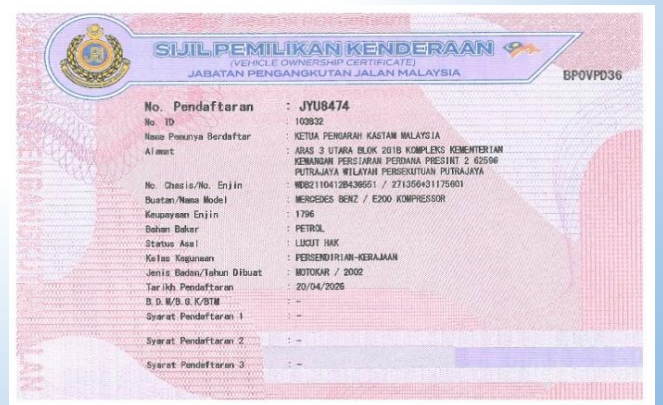 SIJIL PEMILIKAN KENDERAAN
(VEHICLE OWNERSHIP CERTIFICATE)
JABATAN PENGANGKUTAN JALAN MALAYSIA
BPOVPD36
No. Pendaftaran : JYU8474
No. ID : 103832
Nama Pemunya Berdaftar : KETUA PENGARAH KASTAM MALAYSIA
Alamat : ARAS 3 UTARA BLOK 2G1B KOMPLEKS KEMENTERIAN
KEWANGAN PERSIARAN PERDANA PRESINT 2 62596
PUTRAJAYA WILAYAH PERSEKUTUAN PUTRAJAYA
No. Chasis/No. Enjin : WDB2110412B436551 / 271356431175601
Buatan/Nama Model : MERCEDES BENZ / E200 KOMPRESSOR
Keupayaan Enjin : 1796
Bahan Bakar : PETROL
Status Asal : LUCUT HAK
Kelas Kegunaan : PERSENDIRIAN-KERAJAAN
Jenis Badan/Tahun Dibuat : MOTOKAR / 2002
Tarikh Pendaftaran : 20/04/2026
B.D.M/B.G.K/BTM : -
Syarat Pendaftaran 1 : -
Syarat Pendaftaran 2 : -
Syarat Pendaftaran 3 : -